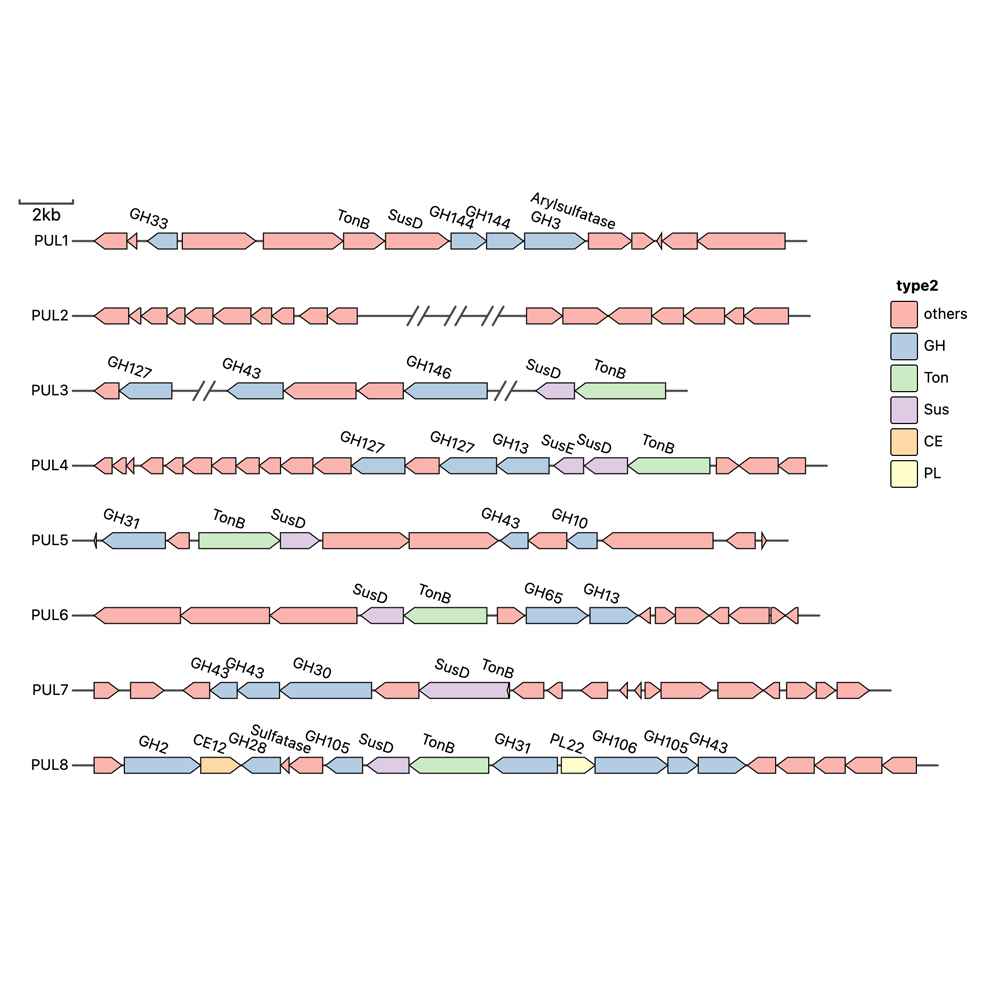 2kb
PUL1 GH33 TonB SusD GH144 GH144 GH3 Arylsulfatase
PUL2
PUL3 GH127 GH43 GH146 SusD TonB
PUL4 GH127 GH127 GH13 SusE SusD TonB
PUL5 GH31 TonB SusD GH43 GH10
PUL6 SusD TonB GH65 GH13
PUL7 GH43 GH43 GH30 SusD TonB
PUL8 GH2 CE12 GH28 Sulfatase GH105 SusD TonB GH31 PL22 GH106 GH105 GH43
type2
others
GH
Ton
Sus
CE
PL